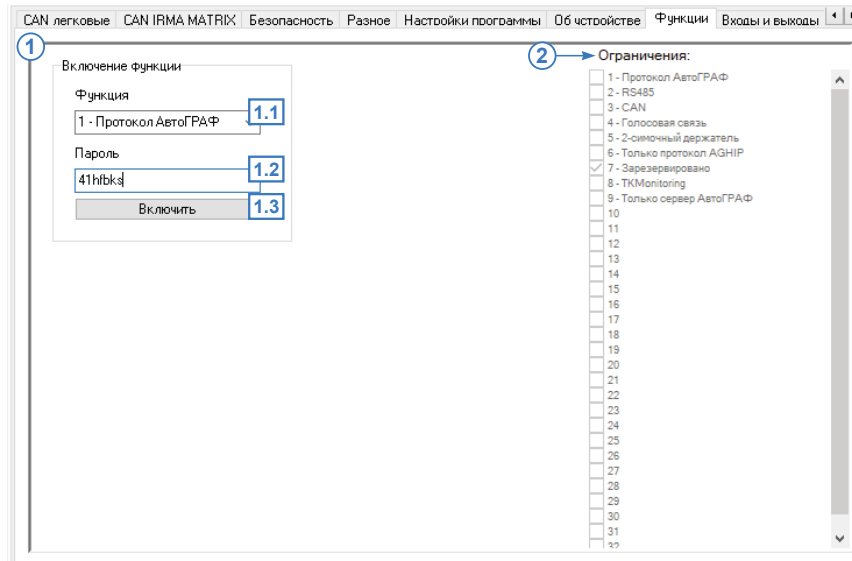 CAN легковые CAN IRMA MATRIX Безопасность Разное Настройки программы Об устройстве Функции Входы и выходы
1
Включение функции
Функция
1 - Протокол АвтоГРАФ
1.1
Пароль
41hfbks
1.2
Включить
1.3
2
Ограничения:
1 - Протокол АвтоГРАФ
2 - RS485
3 - CAN
4 - Голосовая связь
5 - 2-симочный держатель
6 - Только протокол AGHIP
7 - Зарезервировано
8 - TKMonitoring
9 - Только сервер АвтоГРАФ
10
11
12
13
14
15
16
17
18
19
20
21
22
23
24
25
26
27
28
29
30
31
32